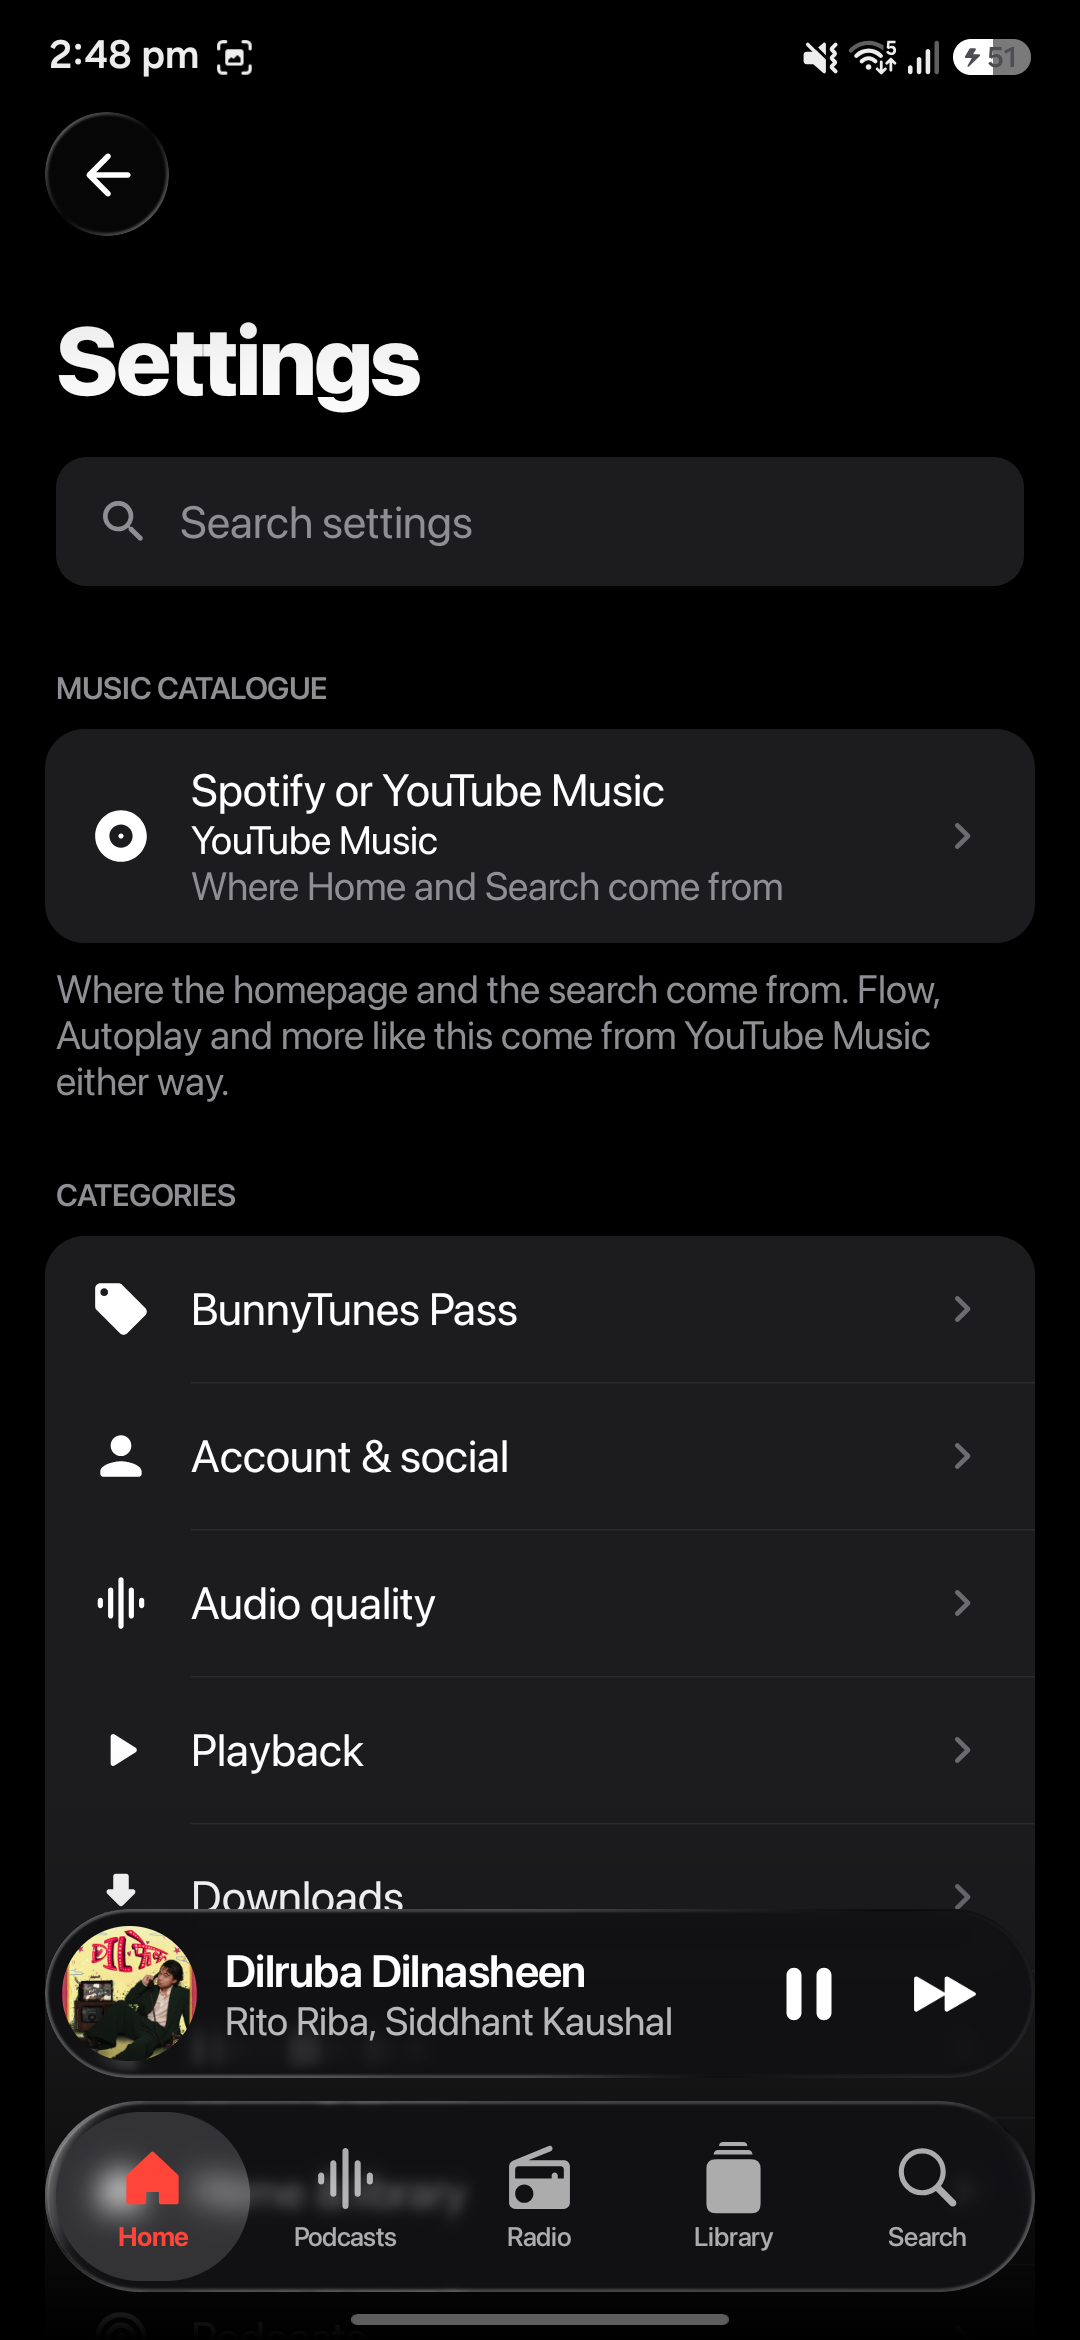 2:48 pm
5
51
Settings
Search settings
MUSIC CATALOGUE
Spotify or YouTube Music
YouTube Music
Where Home and Search come from
Where the homepage and the search come from. Flow,
Autoplay and more like this come from YouTube Music
either way.
CATEGORIES
BunnyTunes Pass
Account & social
Audio quality
Playback
Downloads
Dilruba Dilnasheen
Rito Riba, Siddhant Kaushal
Home
Podcasts
Radio
Library
Search
Podcasts